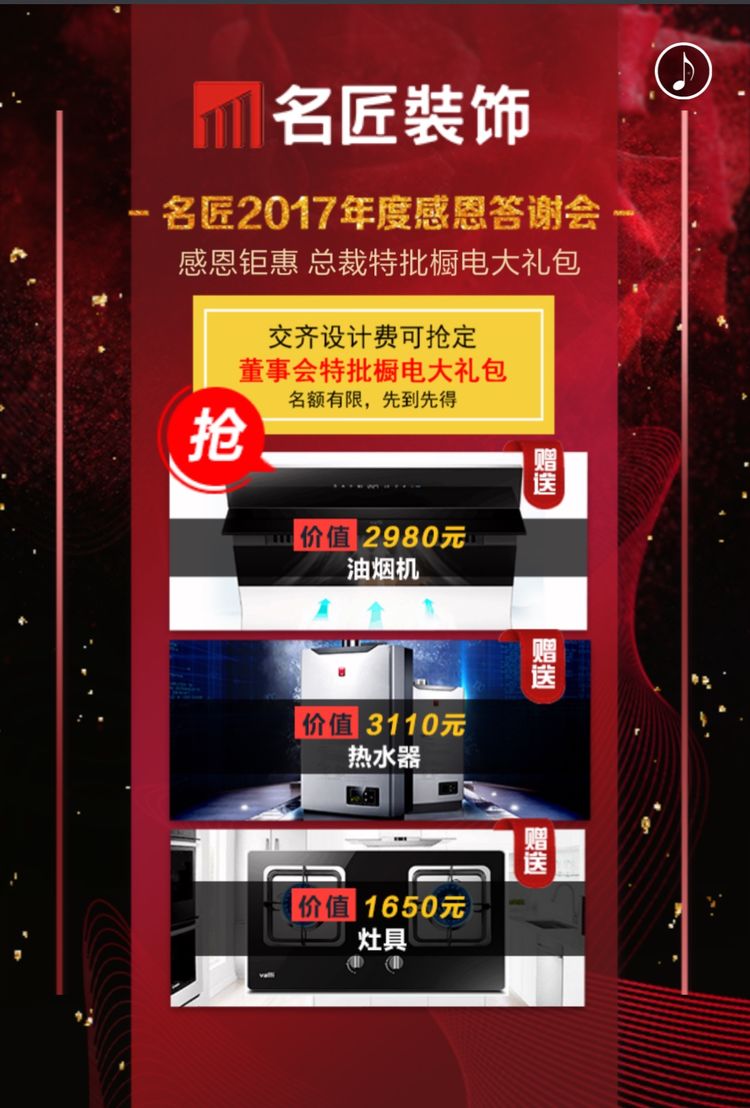 名匠装饰
名匠2017年度感恩答谢会
感恩钜惠 总裁特批橱电大礼包
交齐设计费可抢定
董事会特批橱电大礼包
名额有限，先到先得
抢
赠送
价值 2980元
油烟机
赠送
价值 3110元
热水器
赠送
价值 1650元
灶具
vatti